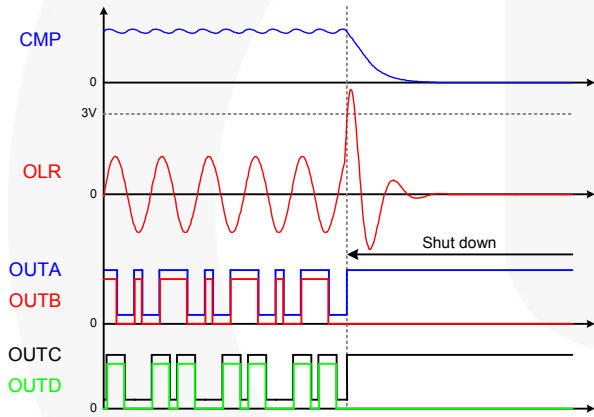 CMP
0
3V
OLR
0
Shut down
OUTA
OUTB
0
OUTC
OUTD
0